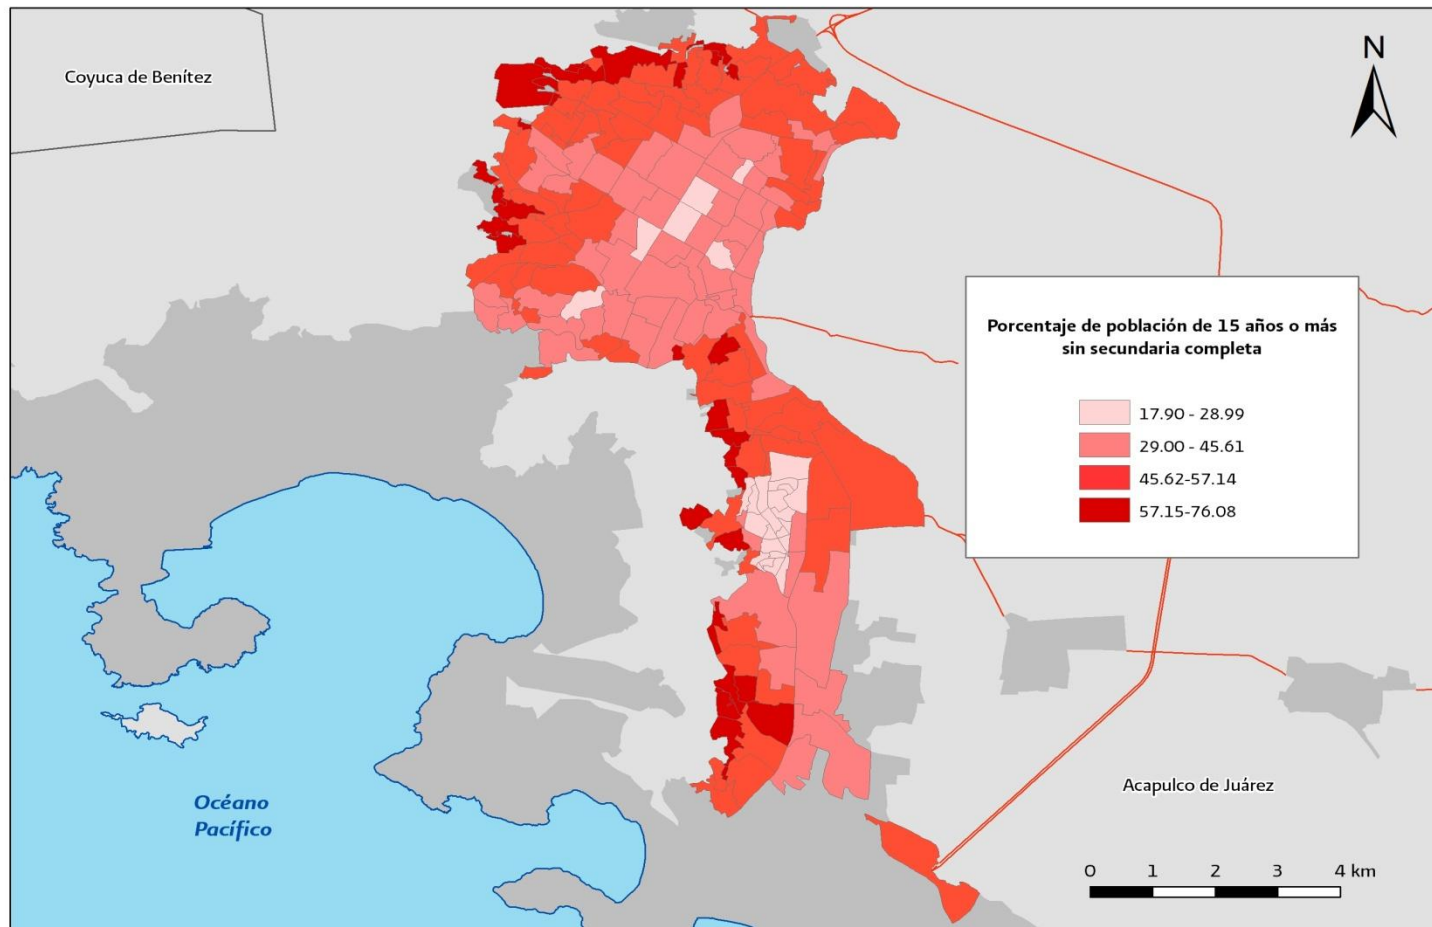 Coyuca de Benítez
N
Porcentaje de población de 15 años o más
sin secundaria completa
17.90 - 28.99
29.00 - 45.61
45.62-57.14
57.15-76.08
Acapulco de Juárez
Océano
Pacífico
0 1 2 3 4 km